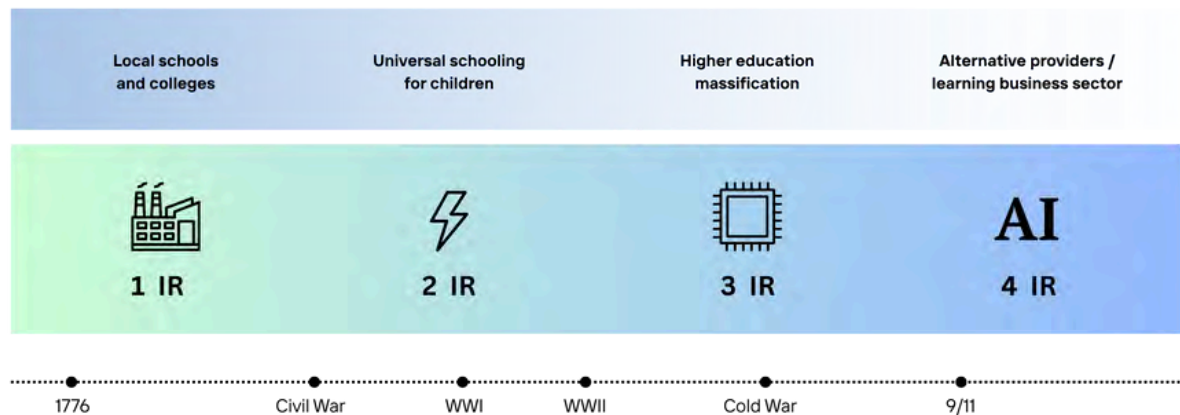 Local schools
and colleges
Universal schooling
for children
Higher education
massification
Alternative providers /
learning business sector
AI
1 IR
2 IR
3 IR
4 IR
1776
Civil War
WWI
WWII
Cold War
9/11